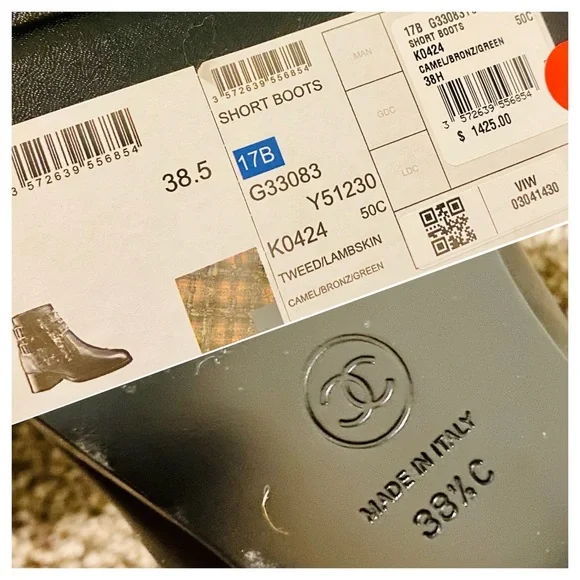 3 572639 556854
38.5
3 572639 556854
SHORT BOOTS
17B
G33083
Y51230
K0424
50C
TWEED/LAMBSKIN
CAMEL/BRONZ/GREEN
MAN
GDC
LDC
17B G33083
50C
SHORT BOOTS
K0424
CAMEL/BRONZ/GREEN
38H
3 572639 556854
$ 1425.00
VIW
03041430
MADE IN ITALY
38½C